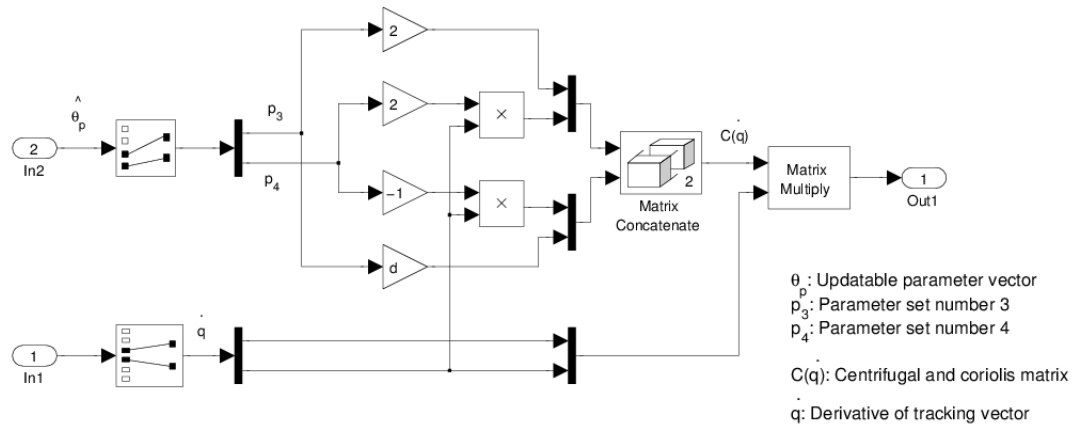 2
2
×
p3
p4
^
θp
2
In2
−1
×
d
2
Matrix
Concatenate
Ċ(q)
Matrix
Multiply
1
Out1
q̇
1
In1
θp: Updatable parameter vector
p3: Parameter set number 3
p4: Parameter set number 4
C(q̇): Centrifugal and coriolis matrix
q̇: Derivative of tracking vector